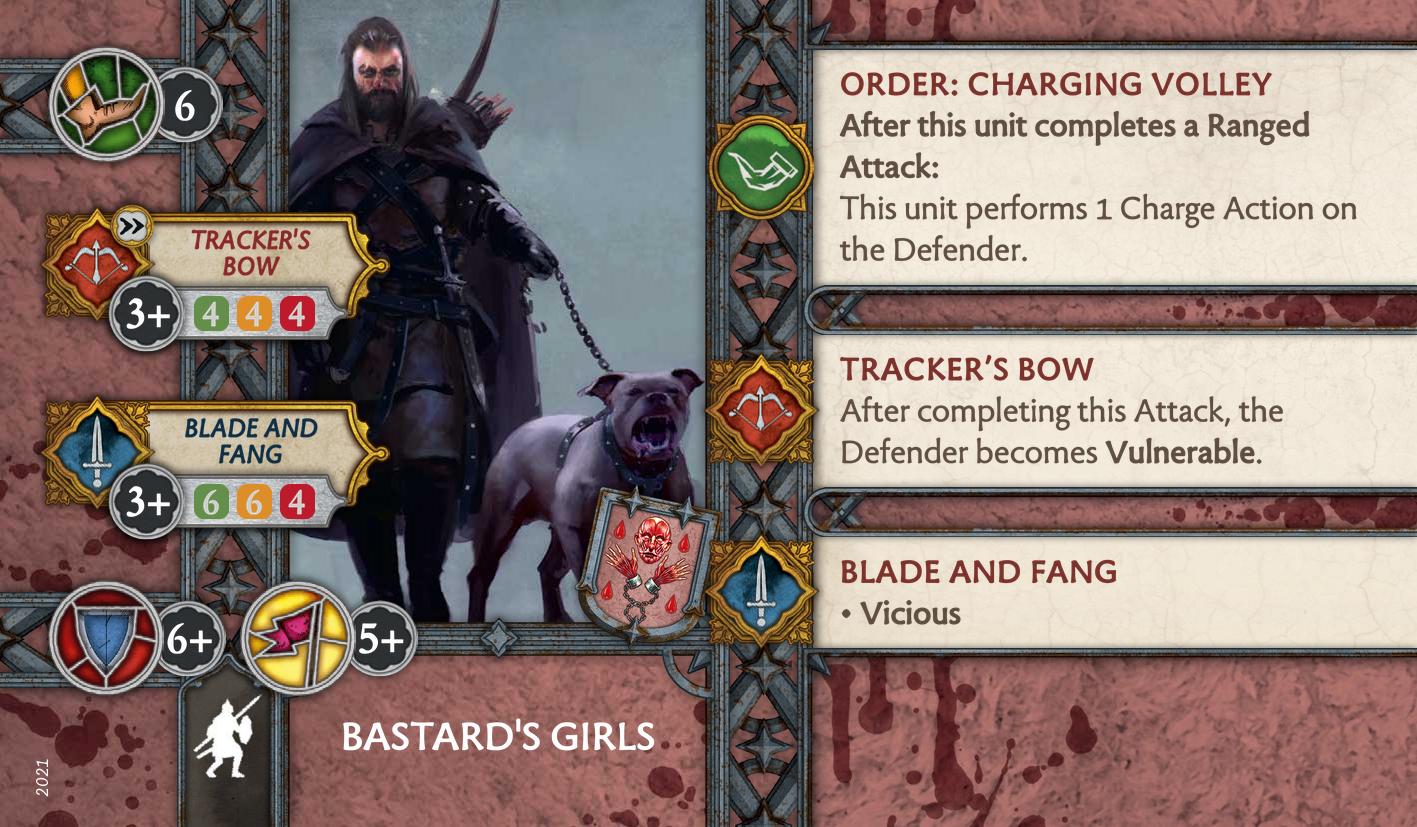 6
TRACKER'S
BOW
3+ 4 4 4
BLADE AND
FANG
3+ 6 6 4
6+ 5+
BASTARD'S GIRLS
2021
ORDER: CHARGING VOLLEY
After this unit completes a Ranged
Attack:
This unit performs 1 Charge Action on
the Defender.
TRACKER’S BOW
After completing this Attack, the
Defender becomes Vulnerable.
BLADE AND FANG
• Vicious